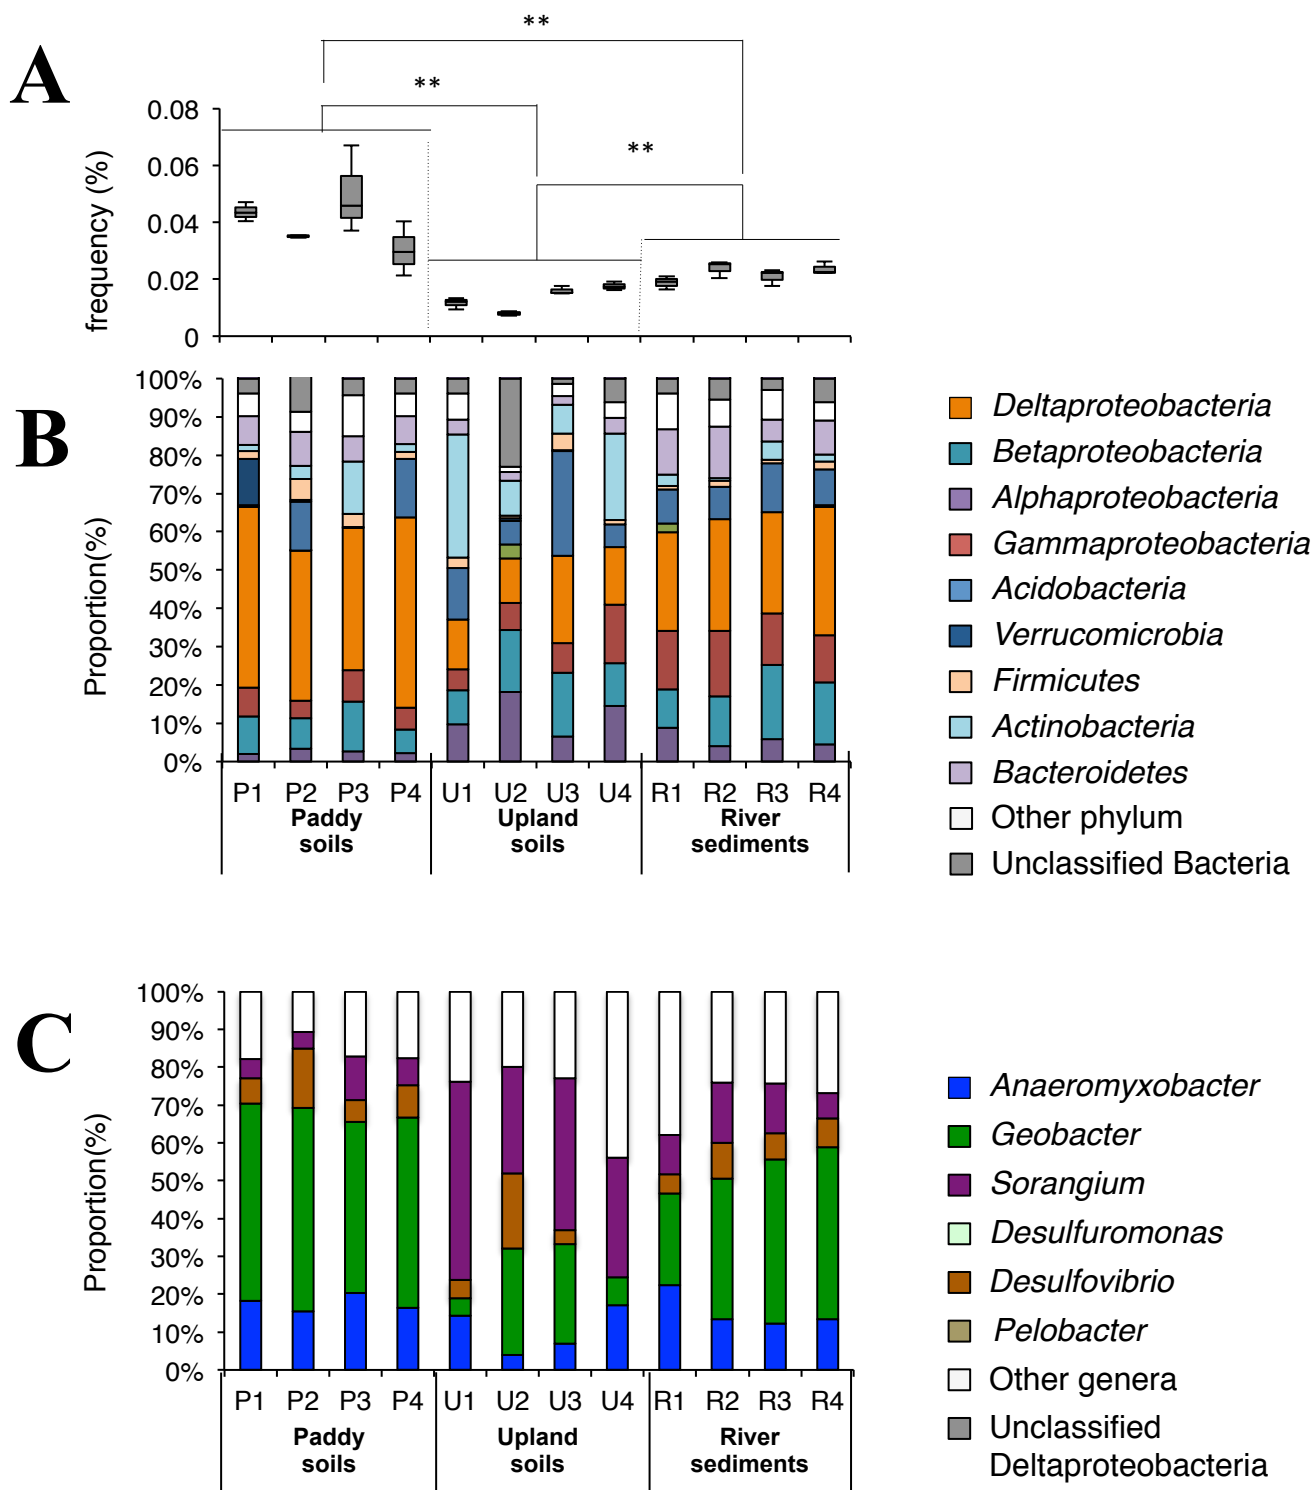 A
**
**
**
frequency (%)
0.08
0.06
0.04
0.02
0
B
Proportion(%)
100%
90%
80%
70%
60%
50%
40%
30%
20%
10%
0%
P1 P2 P3 P4 U1 U2 U3 U4 R1 R2 R3 R4
Paddy soils
Upland soils
River sediments
Deltaproteobacteria
Betaproteobacteria
Alphaproteobacteria
Gammaproteobacteria
Acidobacteria
Verrucomicrobia
Firmicutes
Actinobacteria
Bacteroidetes
Other phylum
Unclassified Bacteria
C
Proportion(%)
100%
90%
80%
70%
60%
50%
40%
30%
20%
10%
0%
P1 P2 P3 P4 U1 U2 U3 U4 R1 R2 R3 R4
Paddy soils
Upland soils
River sediments
Anaeromyxobacter
Geobacter
Sorangium
Desulfuromonas
Desulfovibrio
Pelobacter
Other genera
Unclassified
Deltaproteobacteria